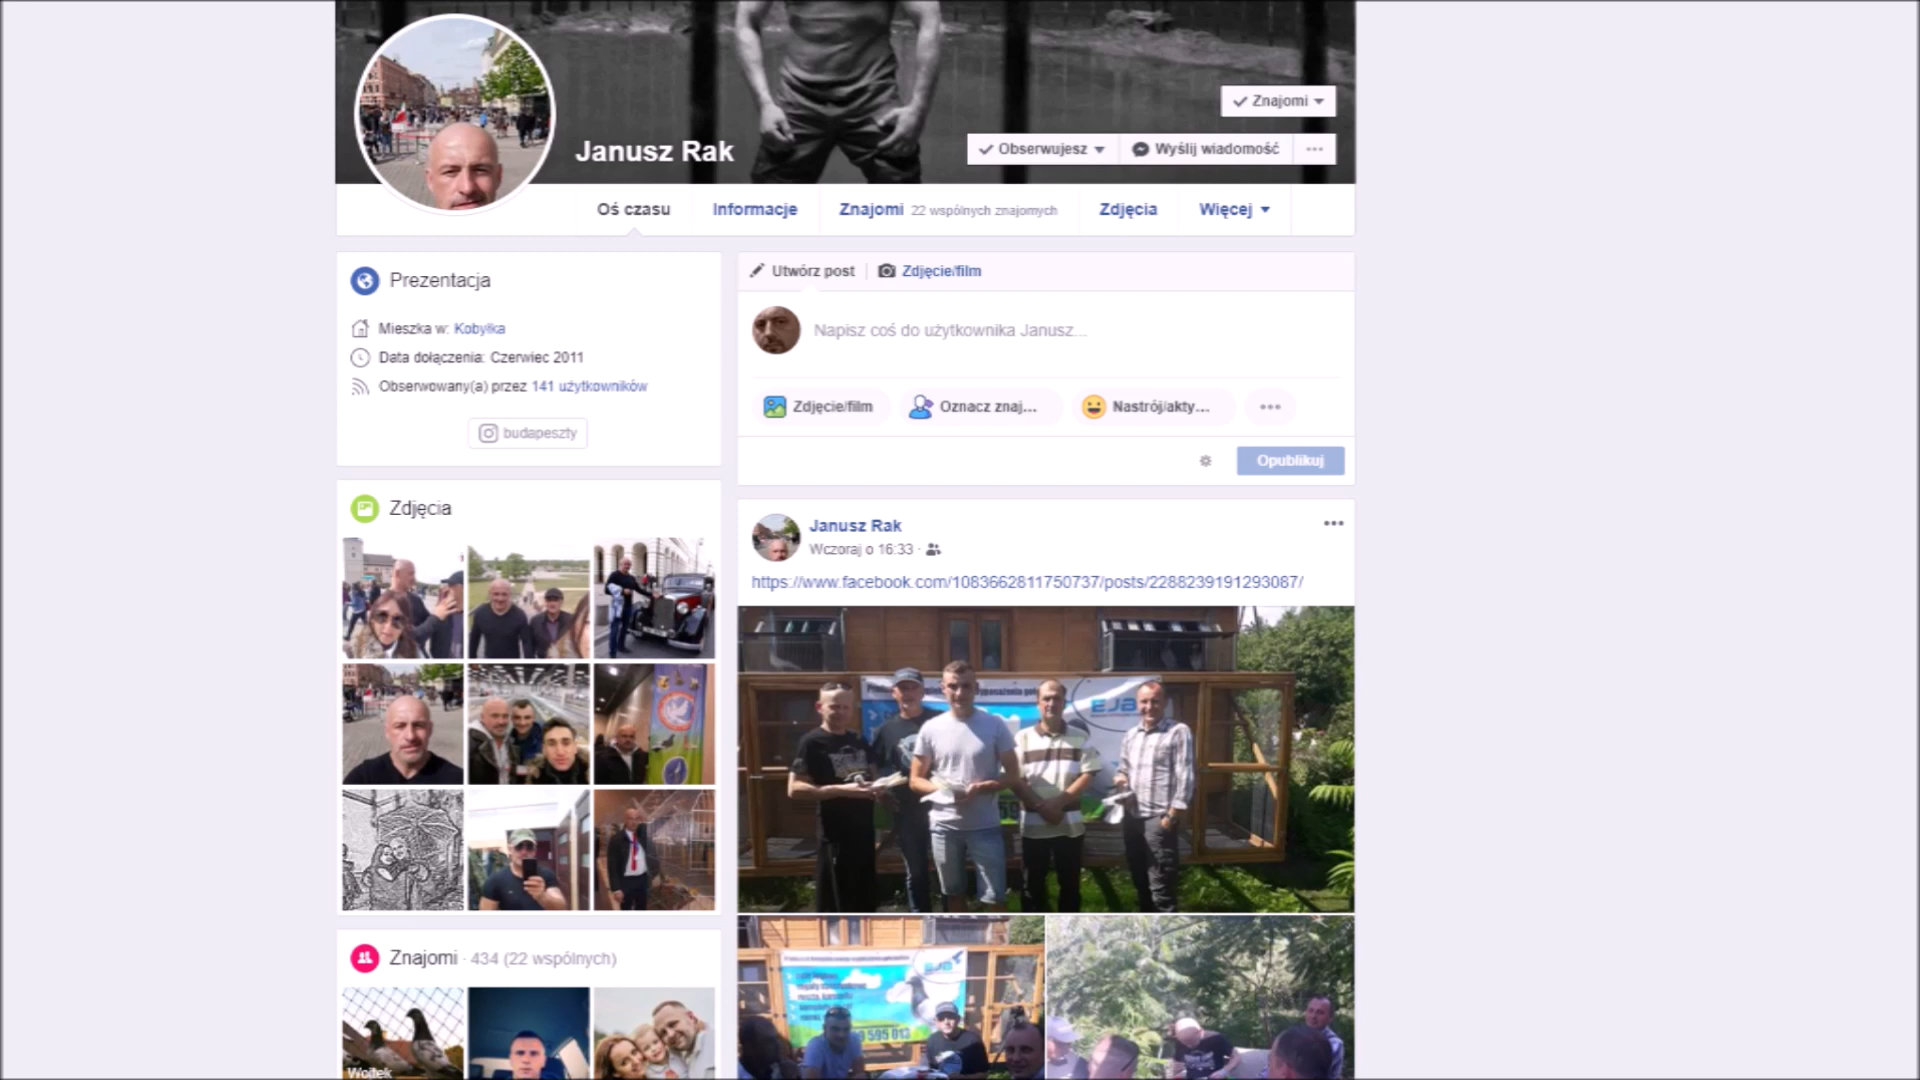 Janusz Rak
Znajomi
Obserwujesz
Wyślij wiadomość
Oś czasu
Informacje
Znajomi 22 wspólnych znajomych
Zdjęcia
Więcej
Prezentacja
Mieszka w: Kobyłka
Data dołączenia: Czerwiec 2011
Obserwowany(a) przez 141 użytkowników
budapeszty
Zdjęcia
Znajomi · 434 (22 wspólnych)
Wojtek
Utwórz post
Zdjęcie/film
Napisz coś do użytkownika Janusz...
Zdjęcie/film
Oznacz znaj...
Nastrój/akty...
Opublikuj
Janusz Rak
Wczoraj o 16:33 ·
https://www.facebook.com/1083662811750737/posts/2288239191293087/
EJB
595 013